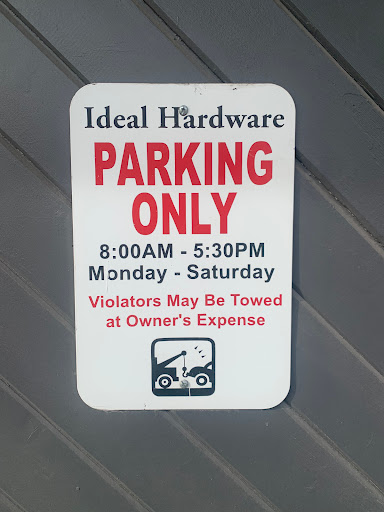 Ideal Hardware
PARKING
ONLY
8:00AM - 5:30PM
Monday - Saturday
Violators May Be Towed
at Owner's Expense